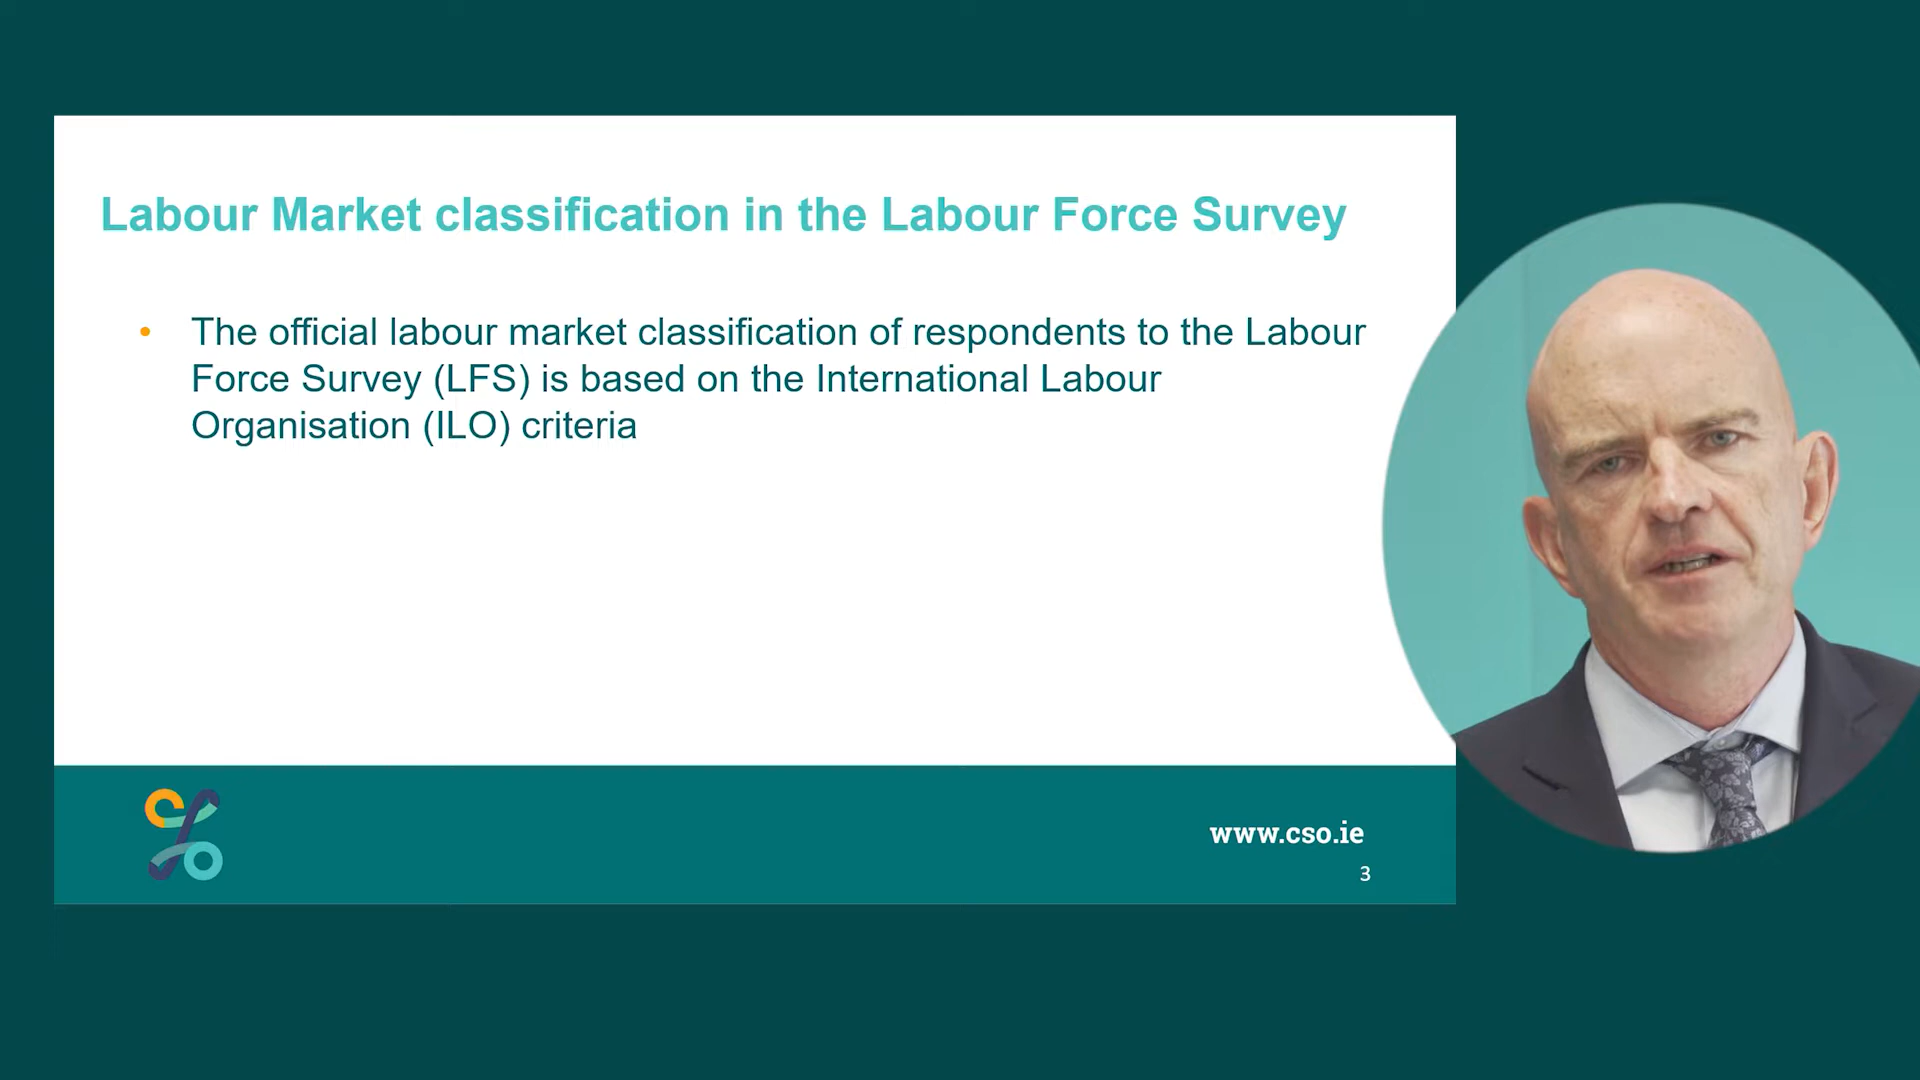 Labour Market classification in the Labour Force Survey
• The official labour market classification of respondents to the Labour
Force Survey (LFS) is based on the International Labour
Organisation (ILO) criteria
www.cso.ie
3